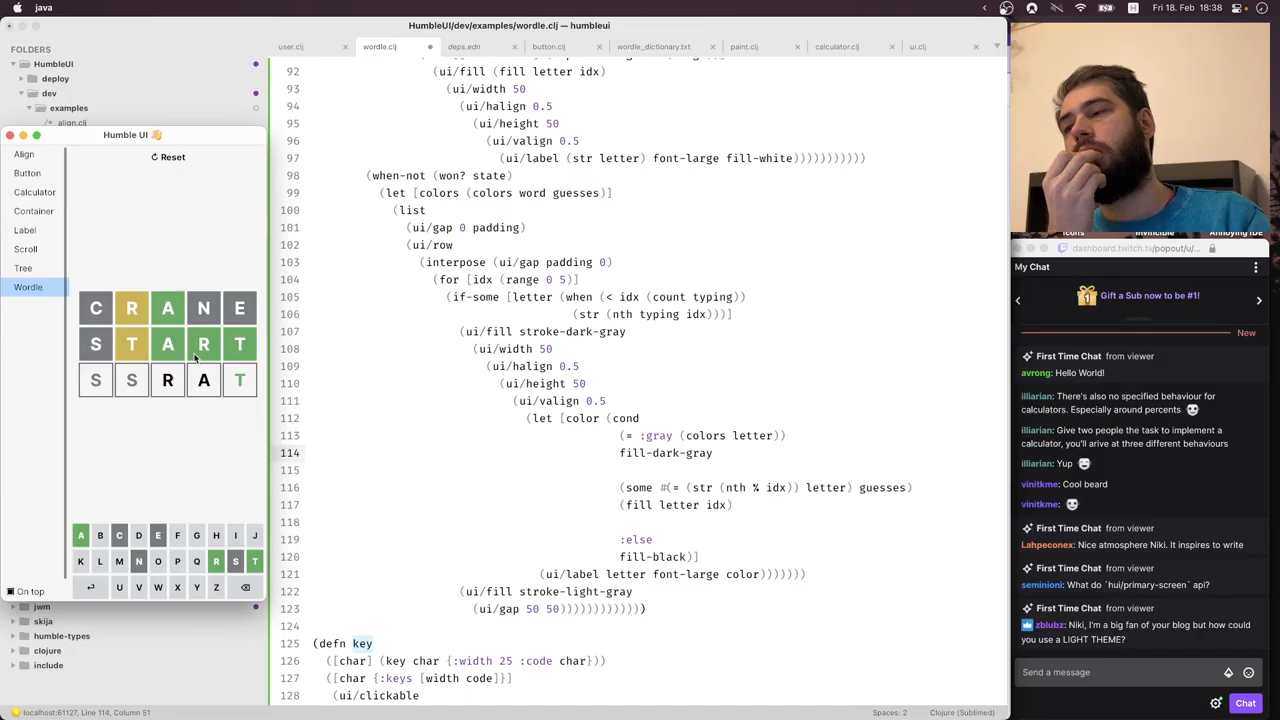 java
Fri 18. Feb 18:38
HumbleUI/dev/examples/wordle.clj — humbleui
FOLDERS
HumbleUI
deploy
dev
examples
align.clj
user.clj
wordle.clj
deps.edn
button.clj
wordle_dictionary.txt
paint.clj
calculator.clj
ui.clj
Humble UI 👋
Align
Button
Calculator
Container
Label
Scroll
Tree
Wordle
Reset
C R A N E
S T A R T
S S R A T
A B C D E F G H I J
K L M N O P Q R S T
U V W X Y Z
On top
jwm
skija
humble-types
clojure
include
92 (ui/fill (fill letter idx)
93 (ui/width 50
94 (ui/halign 0.5
95 (ui/height 50
96 (ui/valign 0.5
97 (ui/label (str letter) font-large fill-white)))))))))))
98 (when-not (won? state)
99 (let [colors (colors word guesses)]
100 (list
101 (ui/gap 0 padding)
102 (ui/row
103 (interpose (ui/gap padding 0)
104 (for [idx (range 0 5)]
105 (if-some [letter (when (< idx (count typing))
106 (str (nth typing idx)))]
107 (ui/fill stroke-dark-gray
108 (ui/width 50
109 (ui/halign 0.5
110 (ui/height 50
111 (ui/valign 0.5
112 (let [color (cond
113 (= :gray (colors letter))
114 fill-dark-gray
115
116 (some #(= (str (nth % idx)) letter) guesses)
117 (fill letter idx)
118
119 :else
120 fill-black)]
121 (ui/label letter font-large color)))))))
122 (ui/fill stroke-light-gray
123 (ui/gap 50 50))))))))))))
124
125 (defn key
126 ([char] (key char {:width 25 :code char}))
127 ([char {:keys [width code]}]
128 (ui/clickable
localhost:61127, Line 114, Column 51
Spaces: 2
Clojure (Sublimed)
Icons
Invincible
Annoying IDE
dashboard.twitch.tv/popout/u/...
My Chat
Gift a Sub now to be #1!
New
First Time Chat from viewer
avrong: Hello World!
illiarian: There's also no specified behaviour for
calculators. Especially around percents
illiarian: Give two people the task to implement a
calculator, you'll arive at three different behaviours
illiarian: Yup
vinitkme: Cool beard
vinitkme:
First Time Chat from viewer
Lahpeconex: Nice atmosphere Niki. It inspires to write
First Time Chat from viewer
seminioni: What do `hui/primary-screen` api?
First Time Chat from viewer
zblubz: Niki, I'm a big fan of your blog but how could
you use a LIGHT THEME?
Send a message
Chat